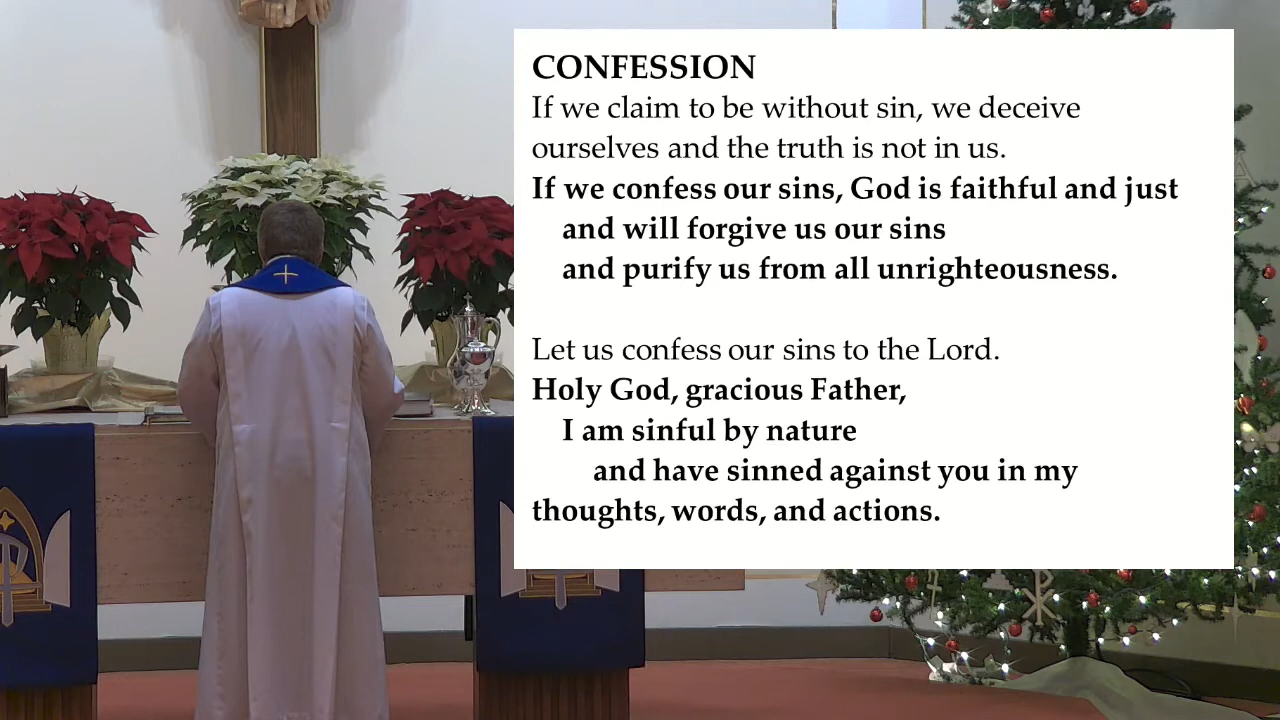 CONFESSION
If we claim to be without sin, we deceive
ourselves and the truth is not in us.
If we confess our sins, God is faithful and just
and will forgive us our sins
and purify us from all unrighteousness.
Let us confess our sins to the Lord.
Holy God, gracious Father,
I am sinful by nature
and have sinned against you in my
thoughts, words, and actions.